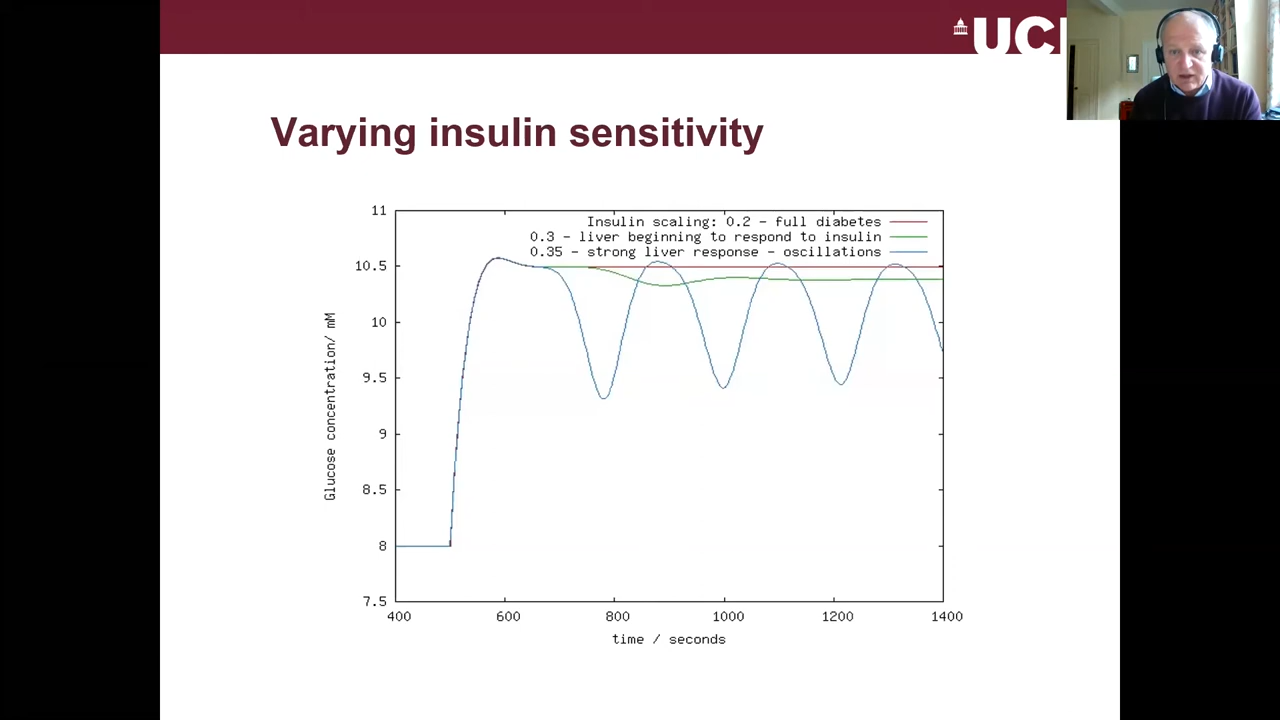 UCL
Varying insulin sensitivity
11
10.5
10
9.5
9
8.5
8
7.5
Glucose concentration/ mM
Insulin scaling: 0.2 - full diabetes
0.3 - liver beginning to respond to insulin
0.35 - strong liver response - oscillations
400 600 800 1000 1200 1400
time / seconds